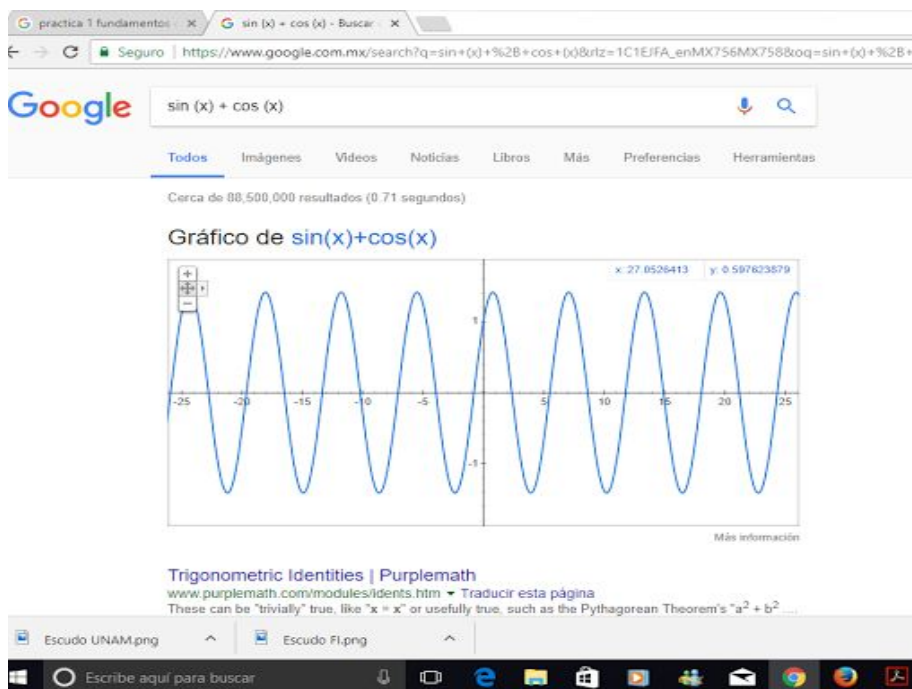 practica 1 fundamentos
sin (x) + cos (x) - Buscar
Seguro | https://www.google.com.mx/search?q=sin+(x)+%2B+cos+(x)&rlz=1C1EJFA_enMX756MX758&oq=sin+(x)+%2B+
Google
sin (x) + cos (x)
Todos Imágenes Videos Noticias Libros Más Preferencias Herramientas
Cerca de 88,500,000 resultados (0.71 segundos)
Gráfico de sin(x)+cos(x)
x: 27.0526413 y: 0.597623879
1
-25 -20 -15 -10 -5 5 10 15 20 25
-1
Más información
Trigonometric Identities | Purplemath
www.purplemath.com/modules/idents.htm ▾ Traducir esta página
These can be "trivially" true, like "x = x" or usefully true, such as the Pythagorean Theorem's "a² + b² ....
Escudo UNAM.png Escudo FI.png
Escribe aquí para buscar